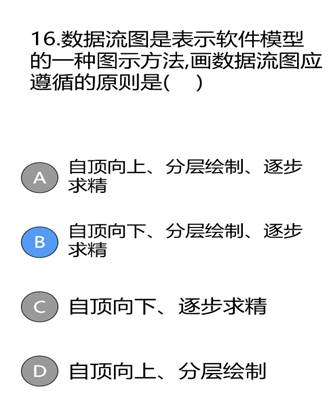 16.数据流图是表示软件模型
的一种图示方法,画数据流图应
遵循的原则是(    )
A 自顶向上、分层绘制、逐步
求精
B 自顶向下、分层绘制、逐步
求精
C 自顶向下、逐步求精
D 自顶向上、分层绘制